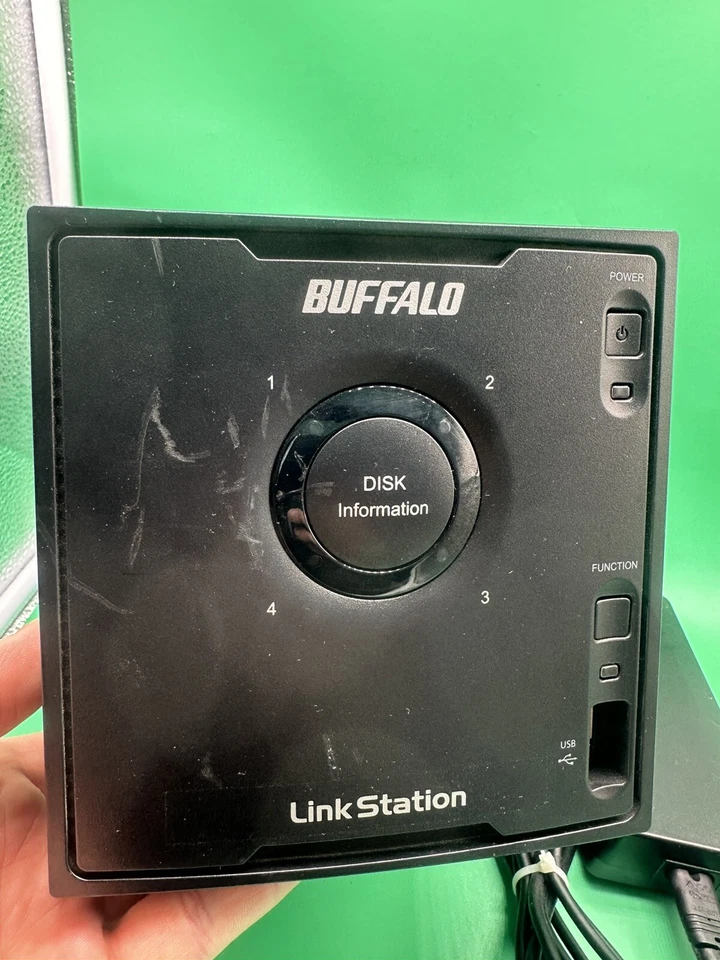 BUFFALO
POWER
1
2
DISK
Information
FUNCTION
4
3
USB
LinkStation